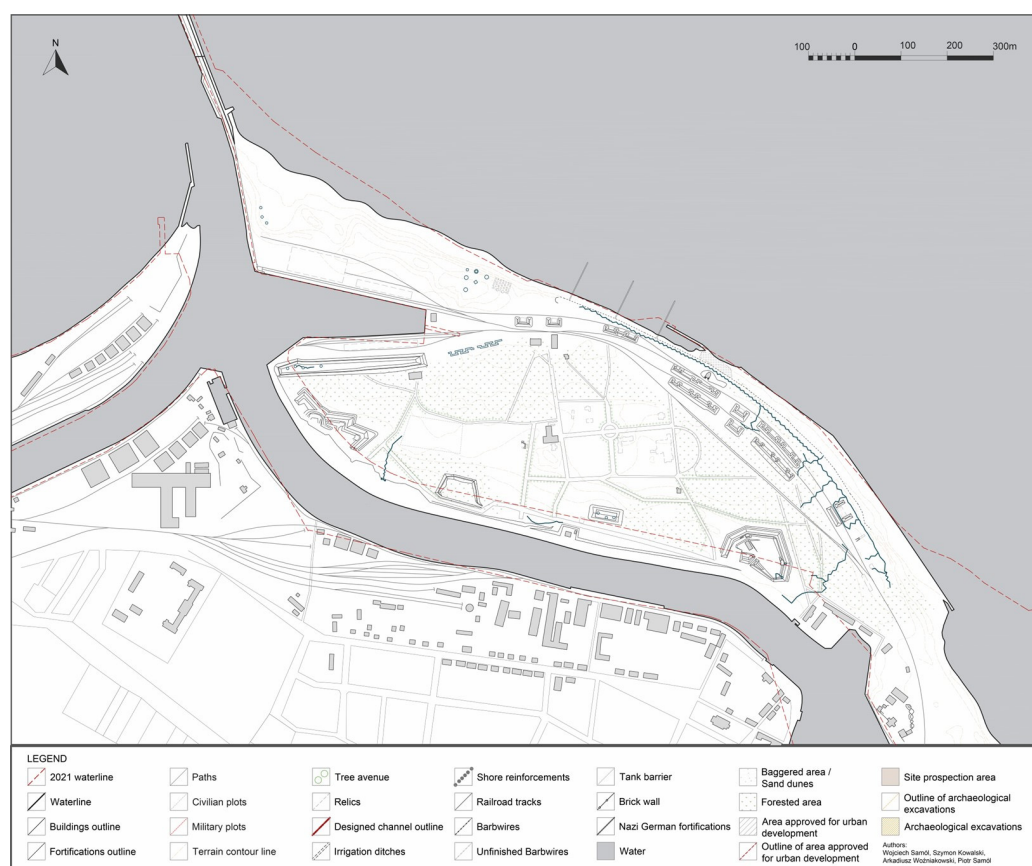 N
100 0 100 200 300m
LEGEND
2021 waterline
Waterline
Buildings outline
Fortifications outline
Paths
Civilian plots
Military plots
Terrain contour line
Tree avenue
Relics
Designed channel outline
Irrigation ditches
Shore reinforcements
Railroad tracks
Barbwires
Unfinished Barbwires
Tank barrier
Brick wall
Nazi German fortifications
Water
Baggered area /
Sand dunes
Forested area
Area approved for urban
development
Outline of area approved
for urban development
Site prospection area
Outline of archaeological
excavations
Archaeological excavations
Authors:
Wojciech Samól, Szymon Kowalski,
Arkadiusz Woźniakowski, Piotr Samól